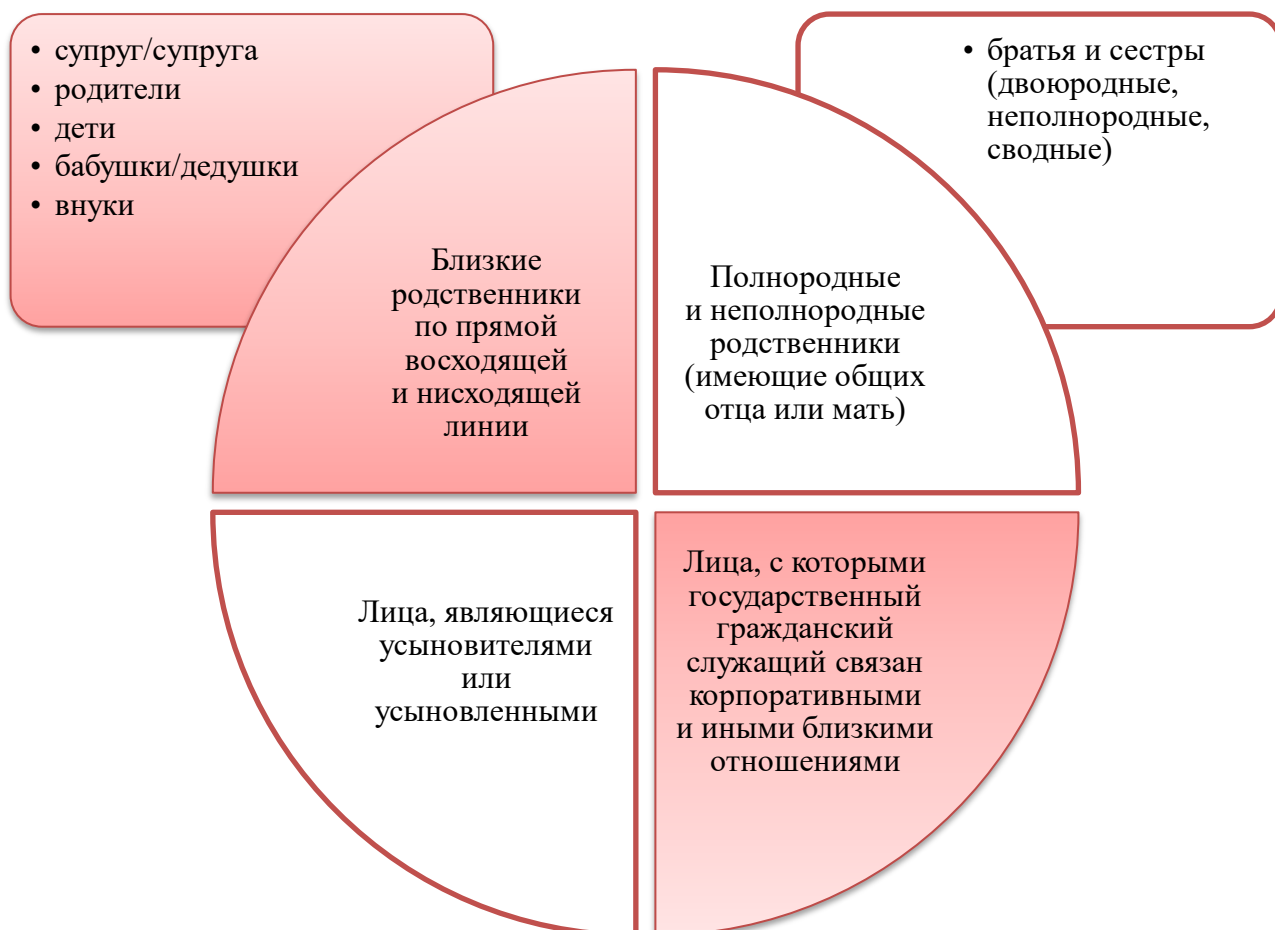 • супруг/супруга
• родители
• дети
• бабушки/дедушки
• внуки
• братья и сестры
(двоюродные,
неполнородные,
сводные)
Близкие
родственники
по прямой
восходящей
и нисходящей
линии
Полнородные
и неполнородные
родственники
(имеющие общих
отца или мать)
Лица, являющиеся
усыновителями
или
усыновленными
Лица, с которыми
государственный
гражданский
служащий связан
корпоративными
и иными близкими
отношениями